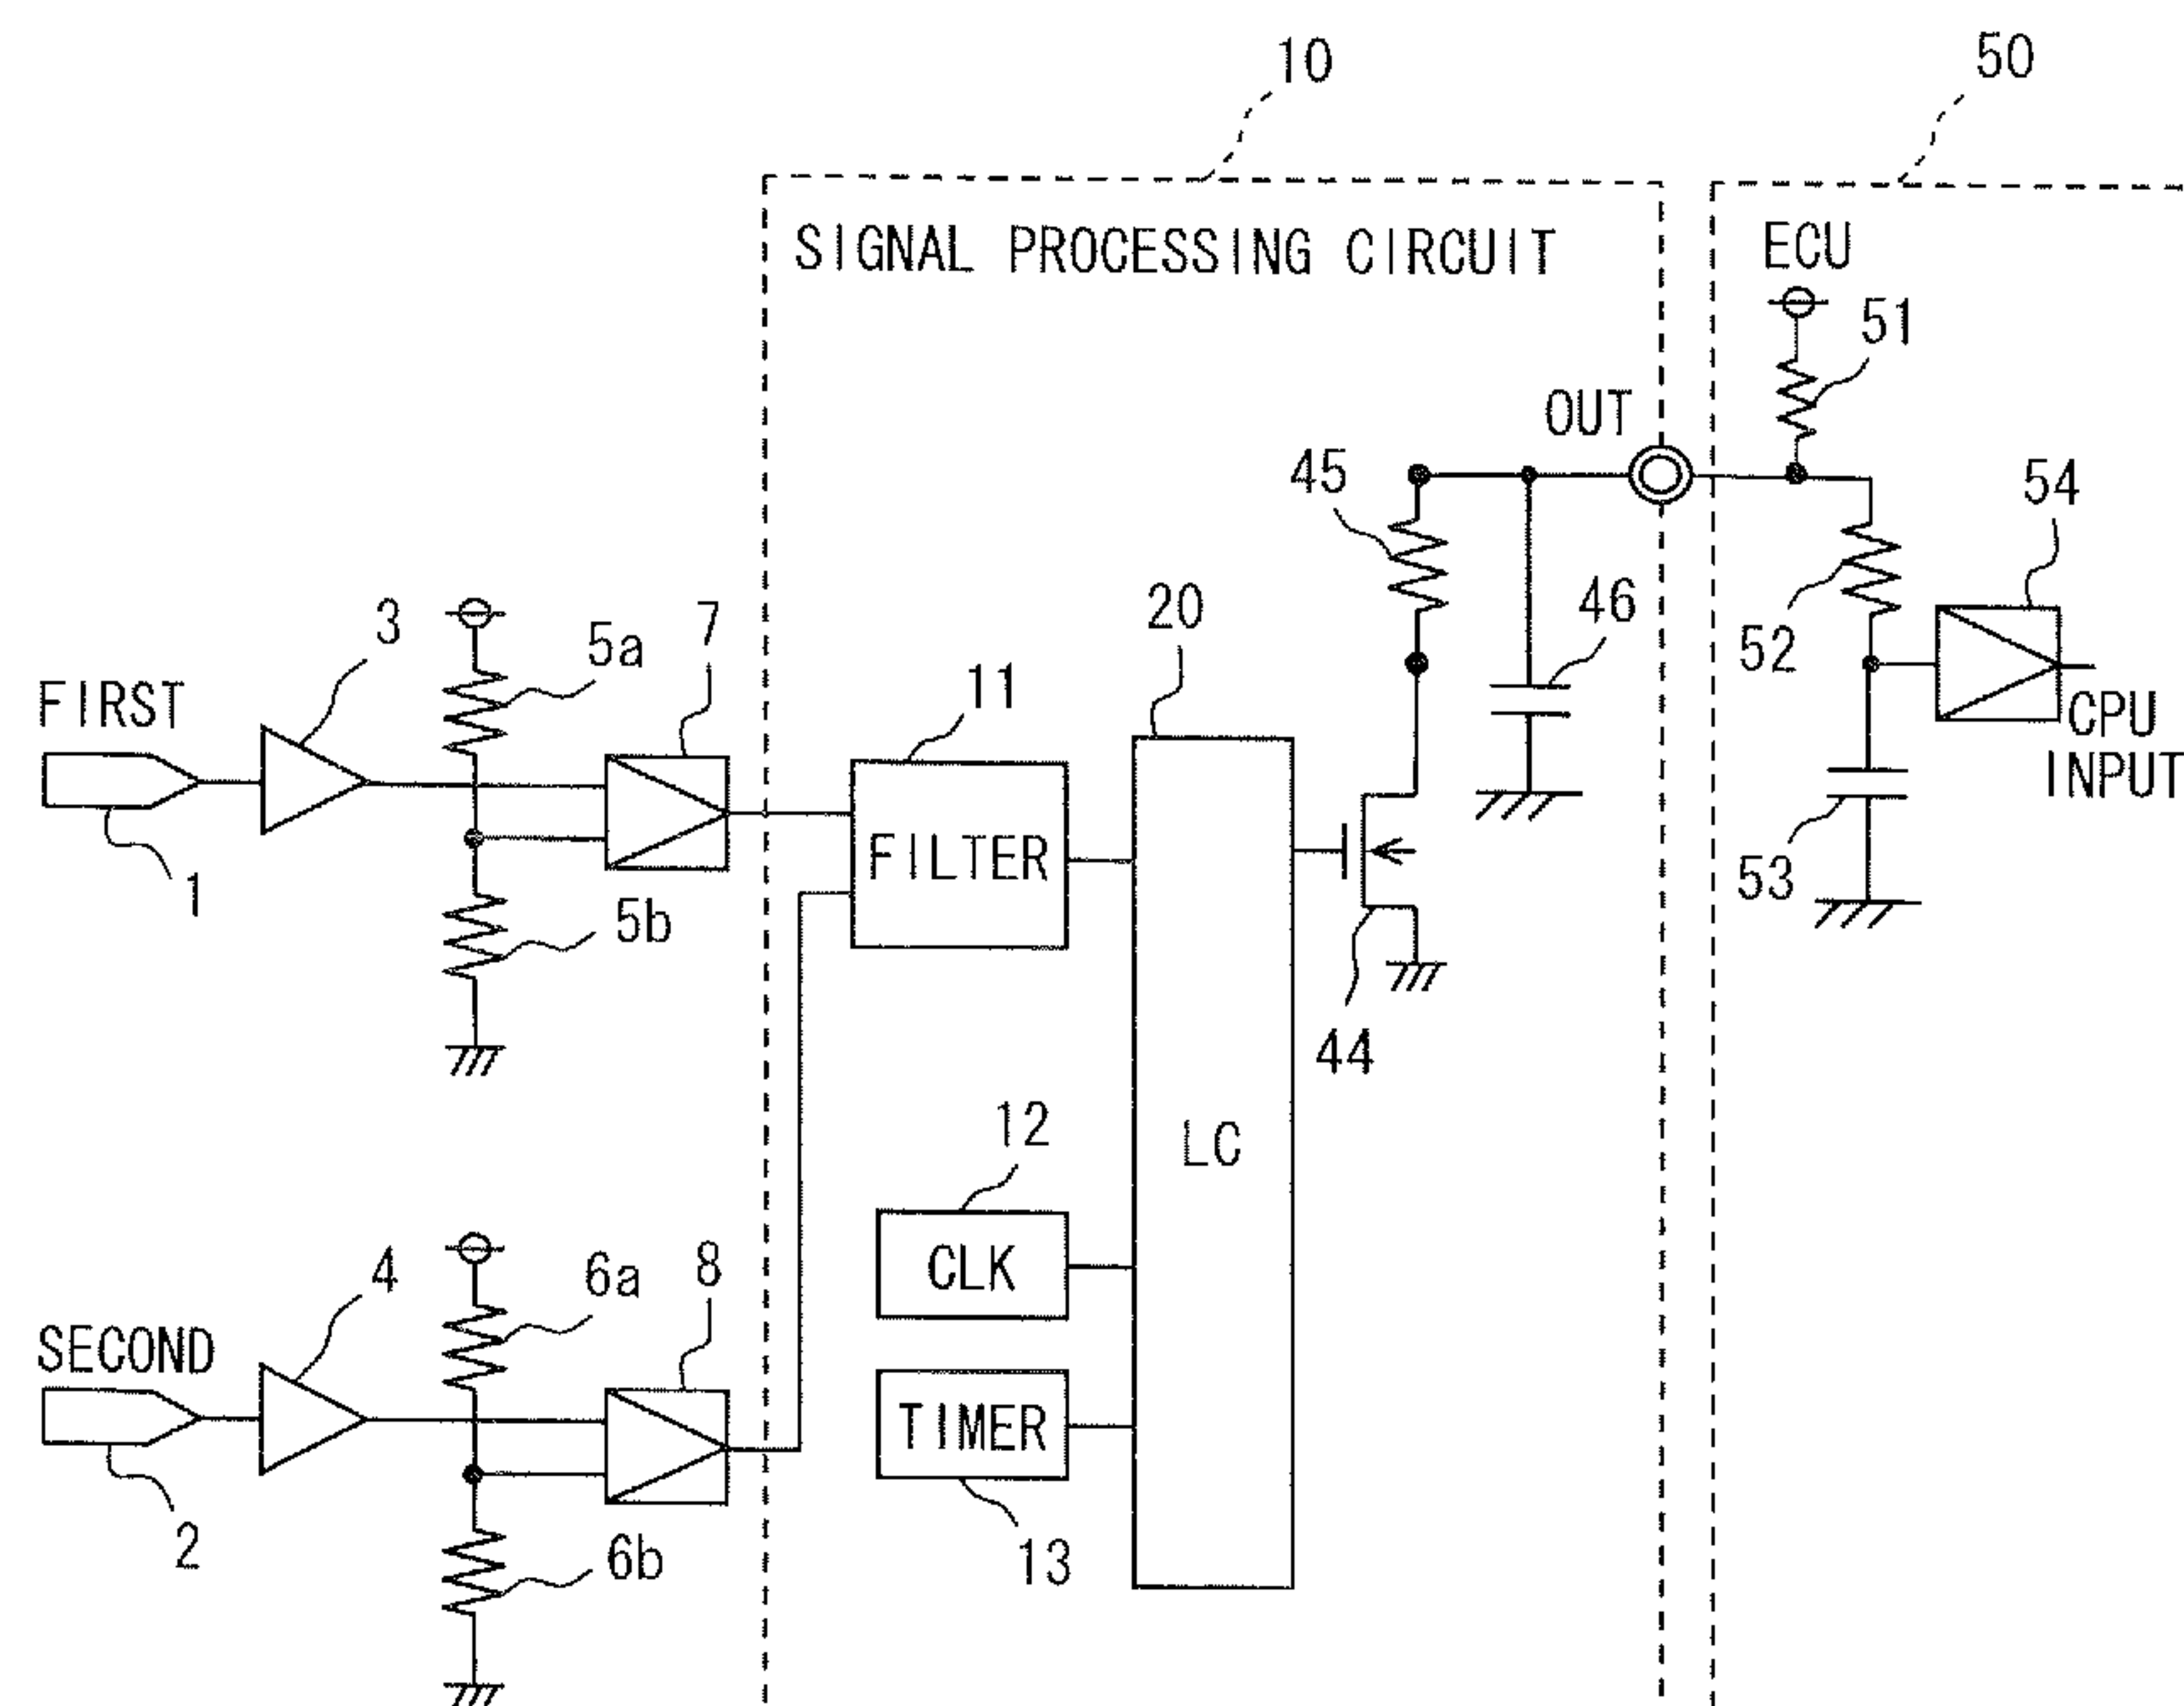 10
50
SIGNAL PROCESSING CIRCUIT
ECU
51
OUT
45
54
46
52
20
3
5a
7
11
FIRST
CPU
INPUT
FILTER
53
1
5b
44
12
LC
CLK
4
6a
8
SECOND
TIMER
2
6b
13